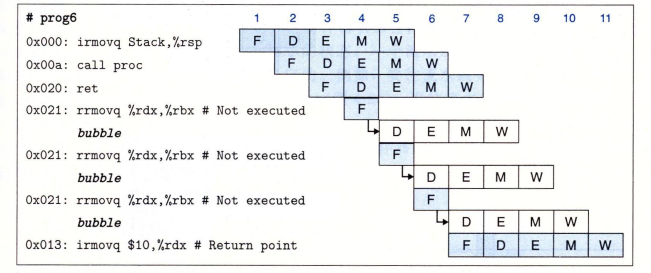 # prog6 1 2 3 4 5 6 7 8 9 10 11
0x000: irmovq Stack,%rsp F D E M W
0x00a: call proc F D E M W
0x020: ret F D E M W
0x021: rrmovq %rdx,%rbx # Not executed F
bubble D E M W
0x021: rrmovq %rdx,%rbx # Not executed F
bubble D E M W
0x021: rrmovq %rdx,%rbx # Not executed F
bubble D E M W
0x013: irmovq $10,%rdx # Return point F D E M W